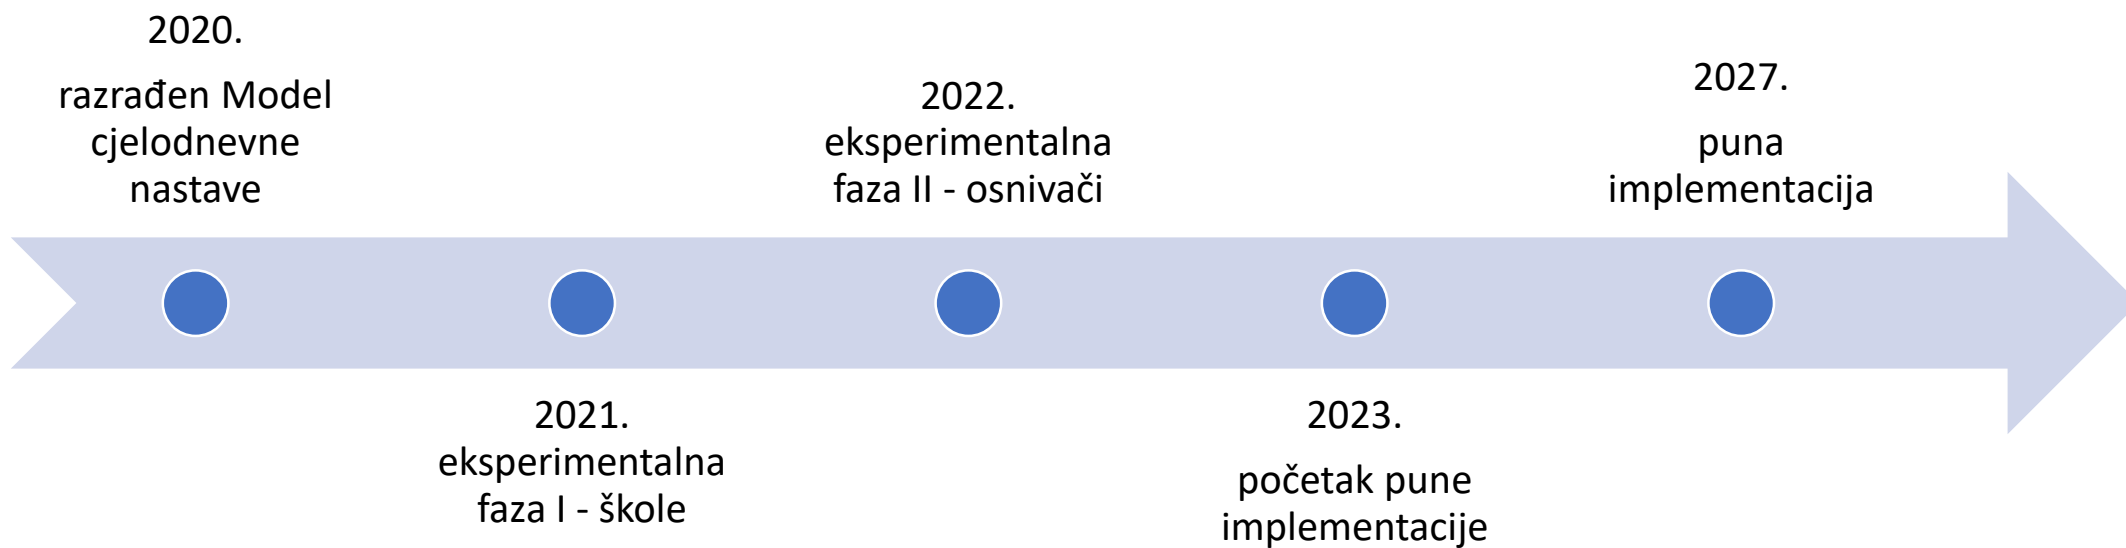 2020.
razrađen Model
cjelodnevne
nastave
2021.
eksperimentalna
faza I - škole
2022.
eksperimentalna
faza II - osnivači
2023.
početak pune
implementacije
2027.
puna
implementacija